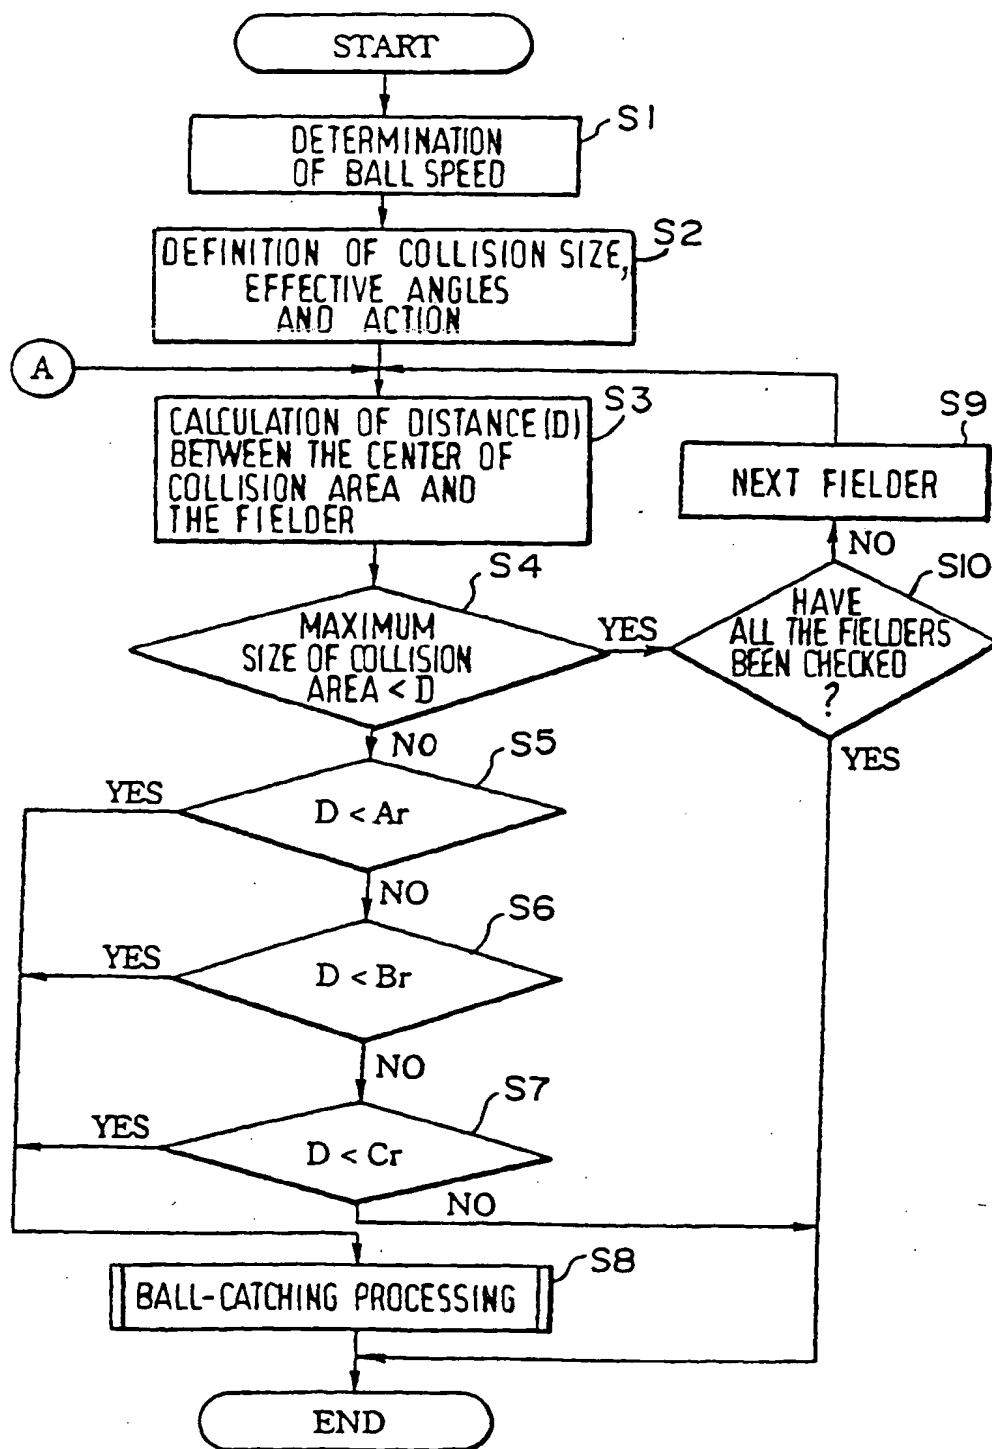 START
S1
DETERMINATION
OF BALL SPEED
S2
DEFINITION OF COLLISION SIZE,
EFFECTIVE ANGLES
AND ACTION
A
S3
CALCULATION OF DISTANCE(D)
BETWEEN THE CENTER OF
COLLISION AREA AND
THE FIELDER
S9
NEXT FIELDER
NO
S10
HAVE
ALL THE FIELDERS
BEEN CHECKED
?
YES
S4
MAXIMUM
SIZE OF COLLISION
AREA < D
YES
NO
S5
D < Ar
YES
NO
S6
D < Br
YES
NO
S7
D < Cr
YES
NO
S8
BALL-CATCHING PROCESSING
END